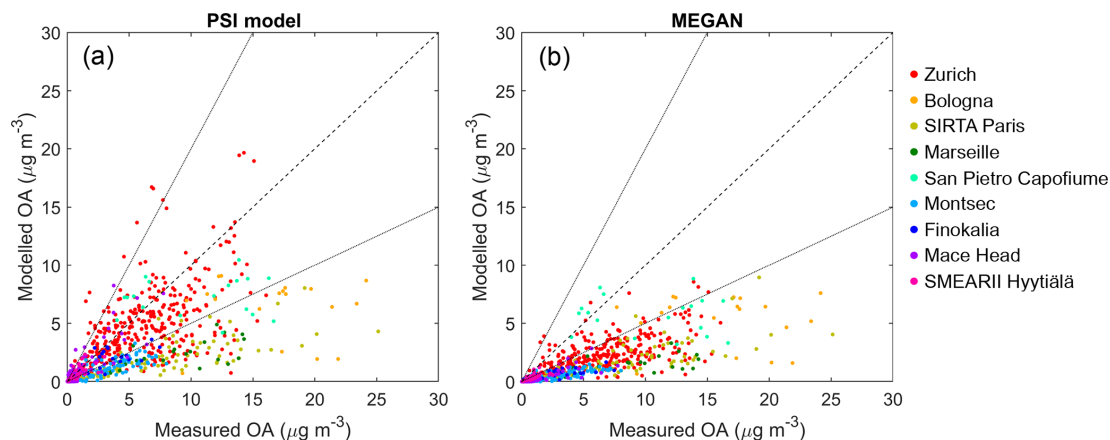 PSI model
MEGAN
(a)
(b)
30
25
20
15
10
5
0
Modelled OA (μg m⁻³)
0 5 10 15 20 25 30
Measured OA (μg m⁻³)
30
25
20
15
10
5
0
Modelled OA (μg m⁻³)
0 5 10 15 20 25 30
Measured OA (μg m⁻³)
Zurich
Bologna
SIRTA Paris
Marseille
San Pietro Capofiume
Montsec
Finokalia
Mace Head
SMEARII Hyytiälä